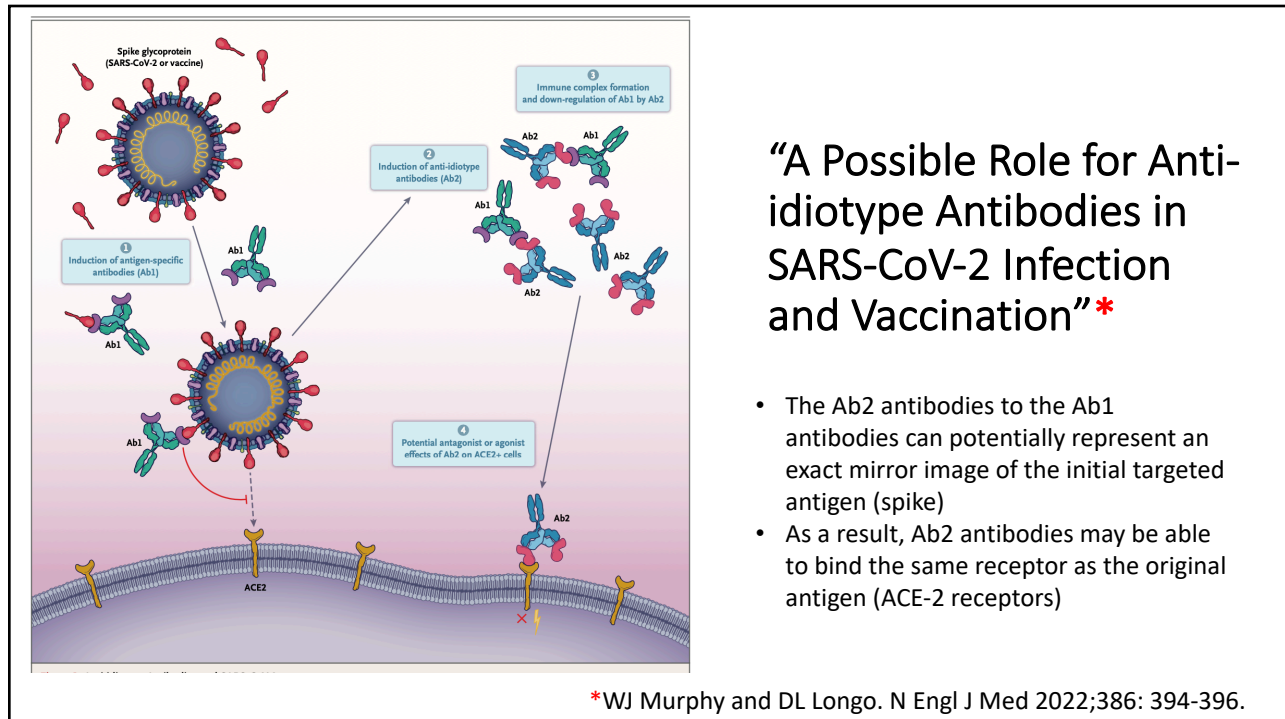 Spike glycoprotein
(SARS-CoV-2 or vaccine)
1
Induction of antigen-specific
antibodies (Ab1)
Ab1
Ab1
Ab1
ACE2
2
Induction of anti-idiotype
antibodies (Ab2)
3
Immune complex formation
and down-regulation of Ab1 by Ab2
Ab2
Ab1
Ab1
Ab2
Ab2
4
Potential antagonist or agonist
effects of Ab2 on ACE2+ cells
Ab2
“A Possible Role for Anti-
idiotype Antibodies in
SARS-CoV-2 Infection
and Vaccination”*
• The Ab2 antibodies to the Ab1
antibodies can potentially represent an
exact mirror image of the initial targeted
antigen (spike)
• As a result, Ab2 antibodies may be able
to bind the same receptor as the original
antigen (ACE-2 receptors)
*WJ Murphy and DL Longo. N Engl J Med 2022;386: 394-396.